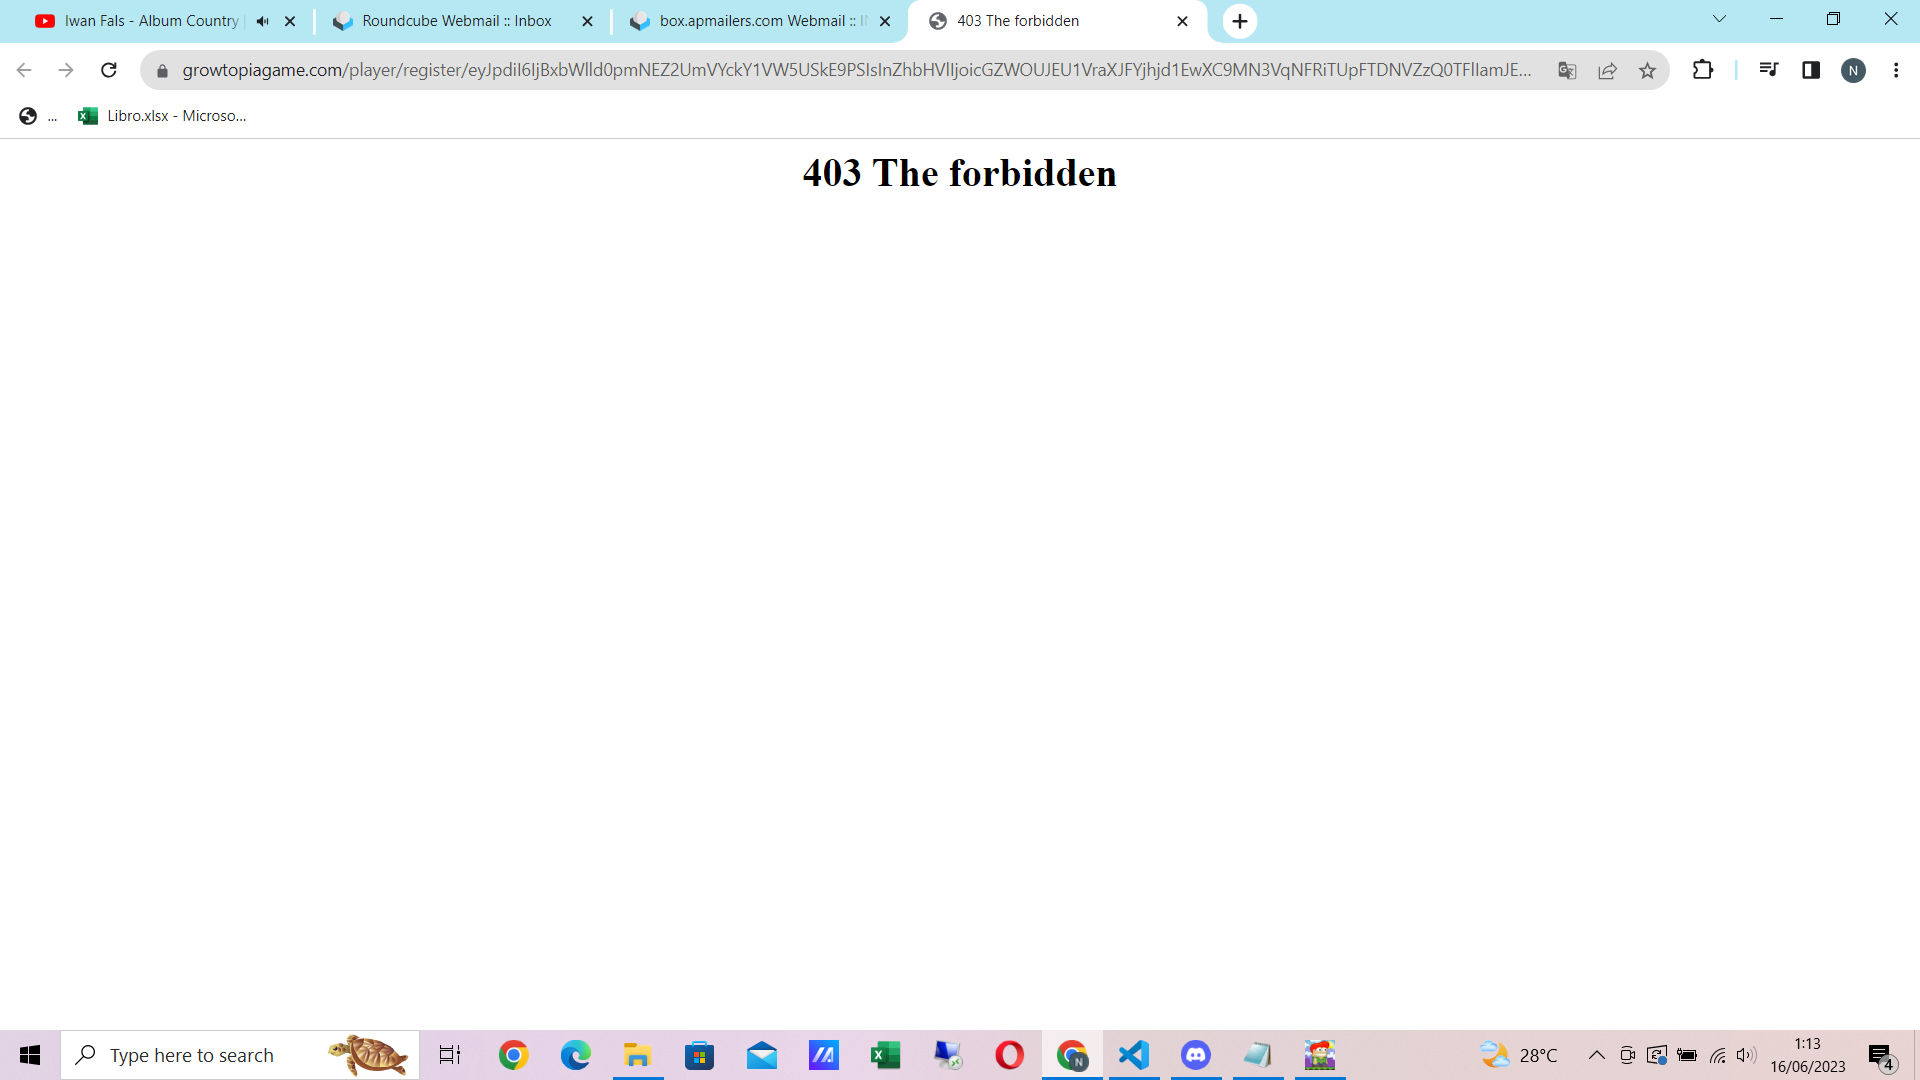 Iwan Fals - Album Country
Roundcube Webmail :: Inbox
box.apmailers.com Webmail ::
403 The forbidden
growtopiagame.com/player/register/
...
Libro.xlsx - Microso...
N
403 The forbidden
Type here to search
N
28°C
1:13
16/06/2023
4